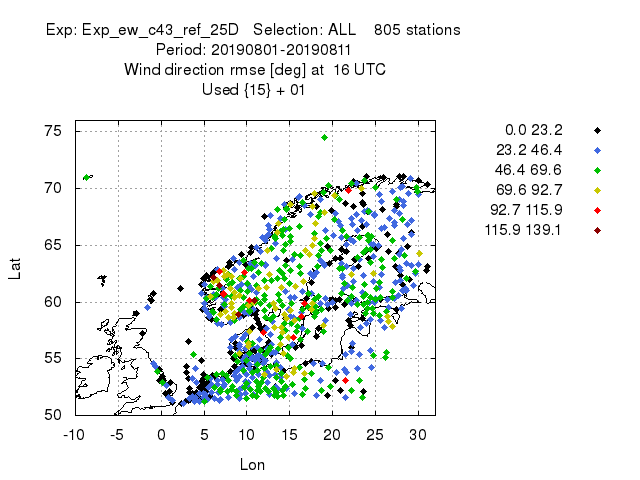 Exp: Exp_ew_c43_ref_25D   Selection: ALL    805 stations
Period: 20190801-20190811
Wind direction rmse [deg] at  16 UTC
Used {15} + 01
0.0 23.2
23.2 46.4
46.4 69.6
69.6 92.7
92.7 115.9
115.9 139.1
75
70
65
60
55
50
Lat
-10 -5 0 5 10 15 20 25 30
Lon